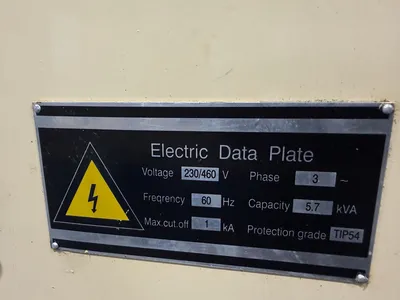 Electric Data Plate
Voltage 230/460 V Phase 3 ~
Freqrency 60 Hz Capacity 5.7 kVA
Max.cut.off 1 kA Protection grade TIP54